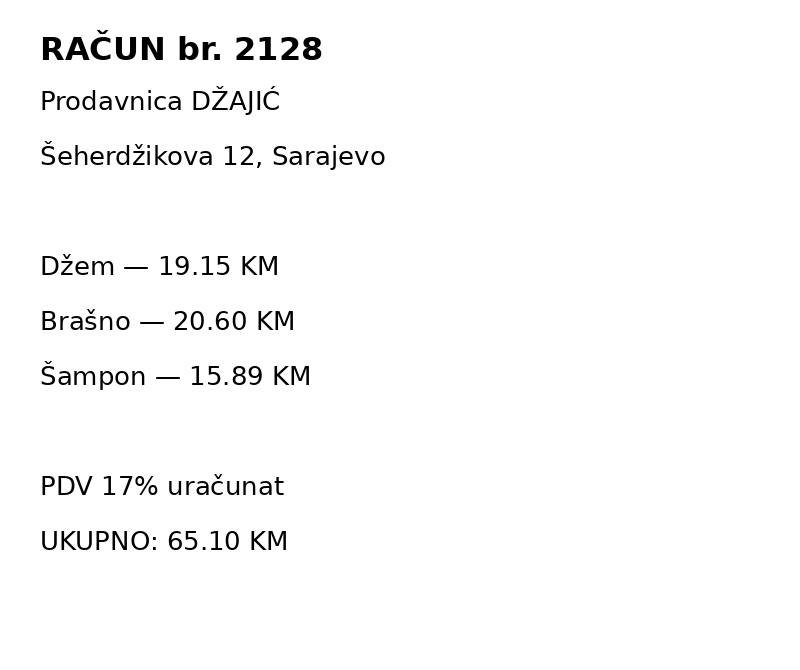 RAČUN br. 2128
Prodavnica DŽAJIĆ
Šeherdžikova 12, Sarajevo
Džem — 19.15 KM
Brašno — 20.60 KM
Šampon — 15.89 KM
PDV 17% uračunat
UKUPNO: 65.10 KM